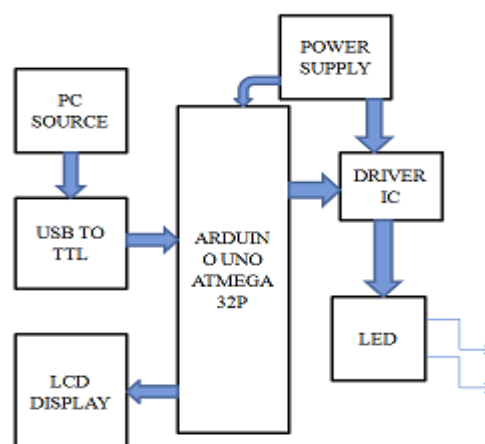 POWER
SUPPLY
PC
SOURCE
DRIVER
IC
USB TO
TTL
ARDUIN
O UNO
ATMEGA
32P
LED
LCD
DISPLAY